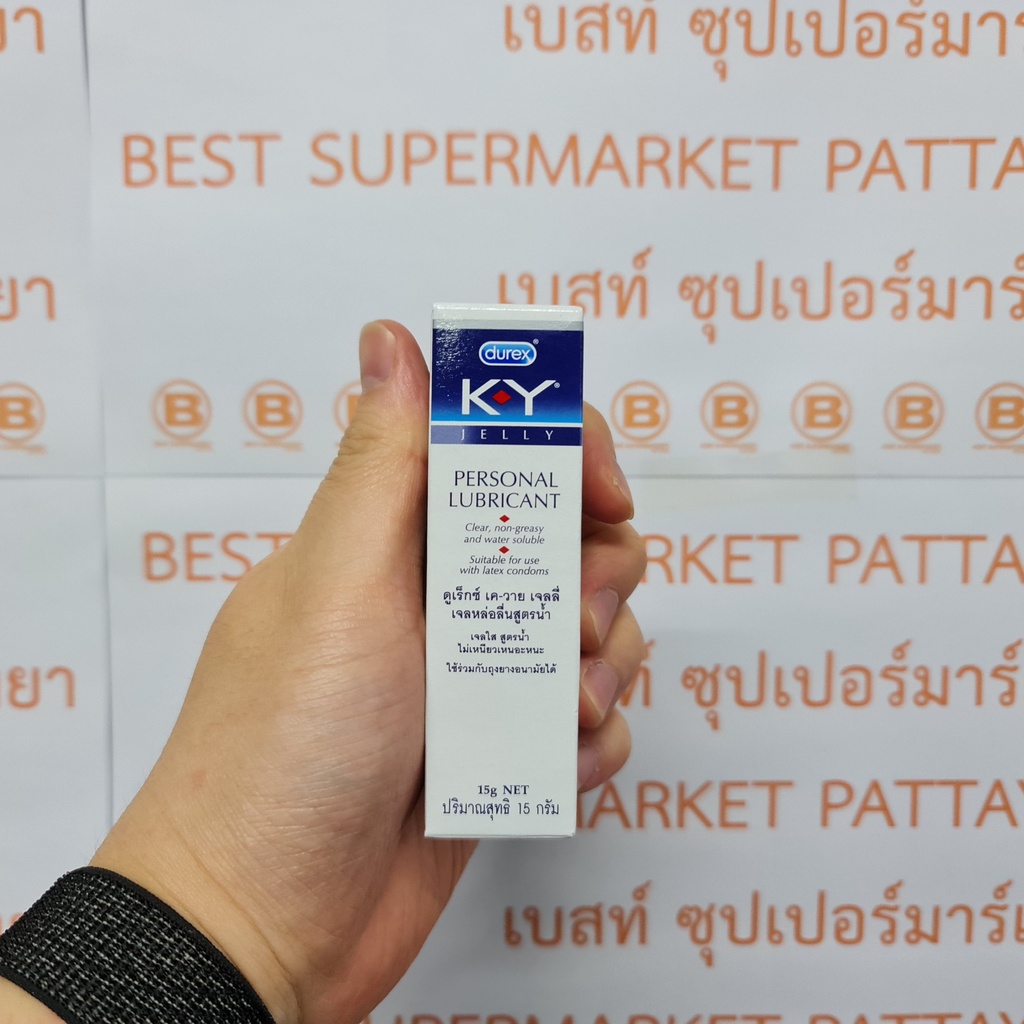 เบสท์ ซุปเปอร์มาร์
BEST SUPERMARKET PATTAY
ยา
เบสท์ ซุปเปอร์มาร์
B B B B B B B
durex®
K-Y®
JELLY
PERSONAL
LUBRICANT
Clear, non-greasy
and water soluble
Suitable for use
with latex condoms
ดูเร็กซ์ เค-วาย เจลลี่
เจลหล่อลื่นสูตรน้ำ
เจลใส สูตรน้ำ
ไม่เหนียวเหนอะหนะ
ใช้ร่วมกับถุงยางอนามัยได้
15g NET
ปริมาณสุทธิ 15 กรัม
BEST RKET PATTAY
ยา ซุปเปอร์มาร์
ARKET PATTAY
เบสท์ ซุปเปอร์มาร์
SUPERMARKET PATTAY